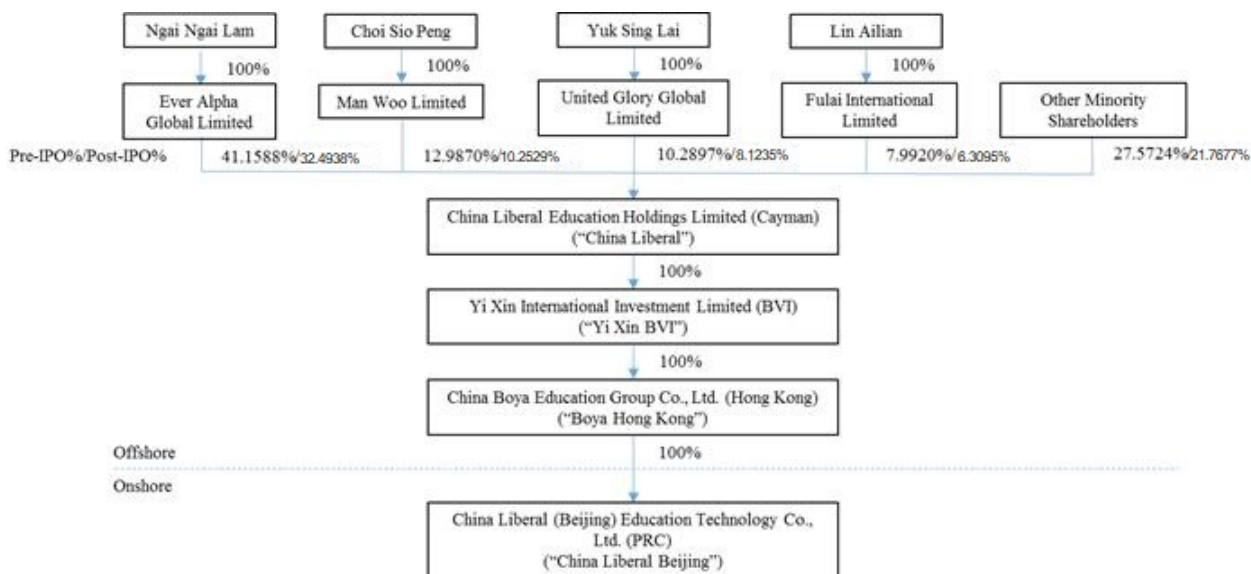 Ngai Ngai Lam
Choi Sio Peng
Yuk Sing Lai
Lin Ailian
100%
100%
100%
100%
Ever Alpha
Global Limited
Man Woo Limited
United Glory Global
Limited
Fulai International
Limited
Other Minority
Shareholders
Pre-IPO%/Post-IPO%
41.1588%/32.4938%
12.9870%/10.2529%
10.2897%/8.1235%
7.9920%/6.3095%
27.5724%/21.7677%
China Liberal Education Holdings Limited (Cayman)
(“China Liberal”)
100%
Yi Xin International Investment Limited (BVI)
(“Yi Xin BVI”)
100%
China Boya Education Group Co., Ltd. (Hong Kong)
(“Boya Hong Kong”)
Offshore
100%
Onshore
China Liberal (Beijing) Education Technology Co.,
Ltd. (PRC)
(“China Liberal Beijing”)